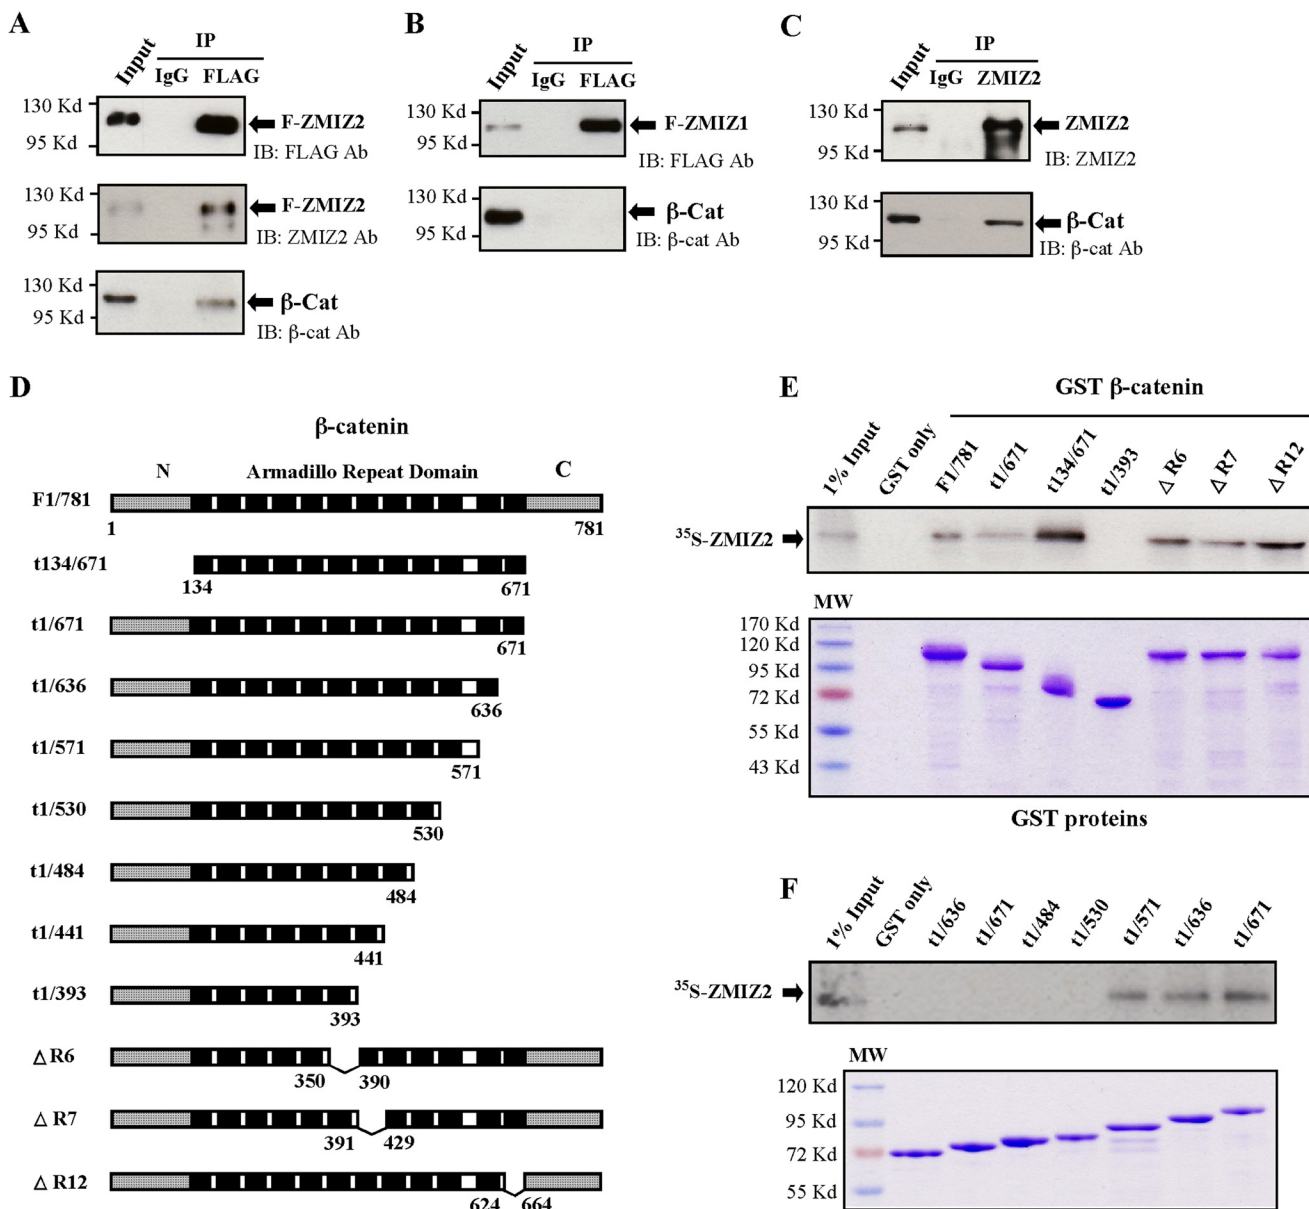 A
IP
Input
IgG
FLAG
130 Kd
95 Kd
F-ZMIZ2
IB: FLAG Ab
130 Kd
95 Kd
F-ZMIZ2
IB: ZMIZ2 Ab
130 Kd
95 Kd
β-Cat
IB: β-cat Ab
B
IP
Input
IgG
FLAG
130 Kd
95 Kd
F-ZMIZ1
IB: FLAG Ab
130 Kd
95 Kd
β-Cat
IB: β-cat Ab
C
IP
Input
IgG
ZMIZ2
130 Kd
95 Kd
ZMIZ2
IB: ZMIZ2
130 Kd
95 Kd
β-Cat
IB: β-cat Ab
D
β-catenin
N
Armadillo Repeat Domain
C
F1/781
1
781
t134/671
134
671
t1/671
671
t1/636
636
t1/571
571
t1/530
530
t1/484
484
t1/441
441
t1/393
393
△ R6
350
390
△ R7
391
429
△ R12
624
664
E
GST β-catenin
1% Input
GST only
F1/781
t1/671
t134/671
t1/393
△ R6
△ R7
△ R12
³⁵S-ZMIZ2
MW
170 Kd
120 Kd
95 Kd
72 Kd
55 Kd
43 Kd
GST proteins
F
1% Input
GST only
t1/636
t1/671
t1/484
t1/530
t1/571
t1/636
t1/671
³⁵S-ZMIZ2
MW
120 Kd
95 Kd
72 Kd
55 Kd